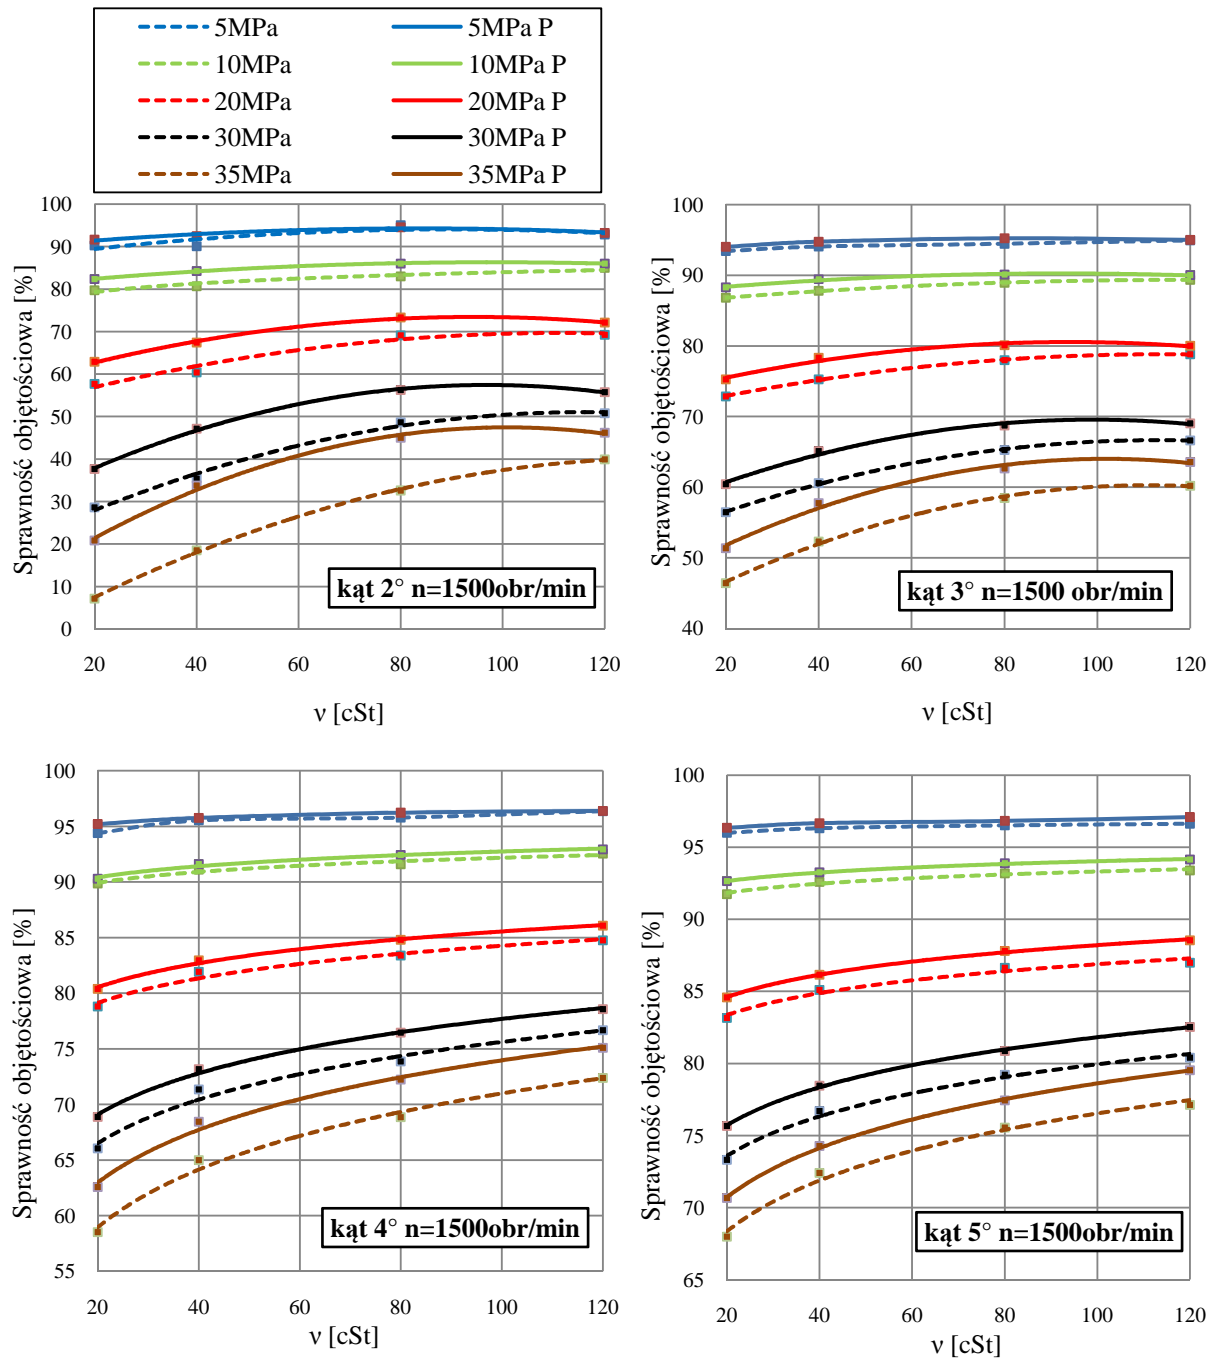 5MPa 5MPa P
10MPa 10MPa P
20MPa 20MPa P
30MPa 30MPa P
35MPa 35MPa P
Sprawność objętościowa [%]
100
90
80
70
60
50
40
30
20
10
0
kąt 2° n=1500obr/min
20 40 60 80 100 120
ν [cSt]
Sprawność objętościowa [%]
100
90
80
70
60
50
40
kąt 3° n=1500 obr/min
20 40 60 80 100 120
ν [cSt]
Sprawność objętościowa [%]
100
95
90
85
80
75
70
65
60
55
kąt 4° n=1500obr/min
20 40 60 80 100 120
ν [cSt]
Sprawność objętościowa [%]
100
95
90
85
80
75
70
65
kąt 5° n=1500obr/min
20 40 60 80 100 120
ν [cSt]